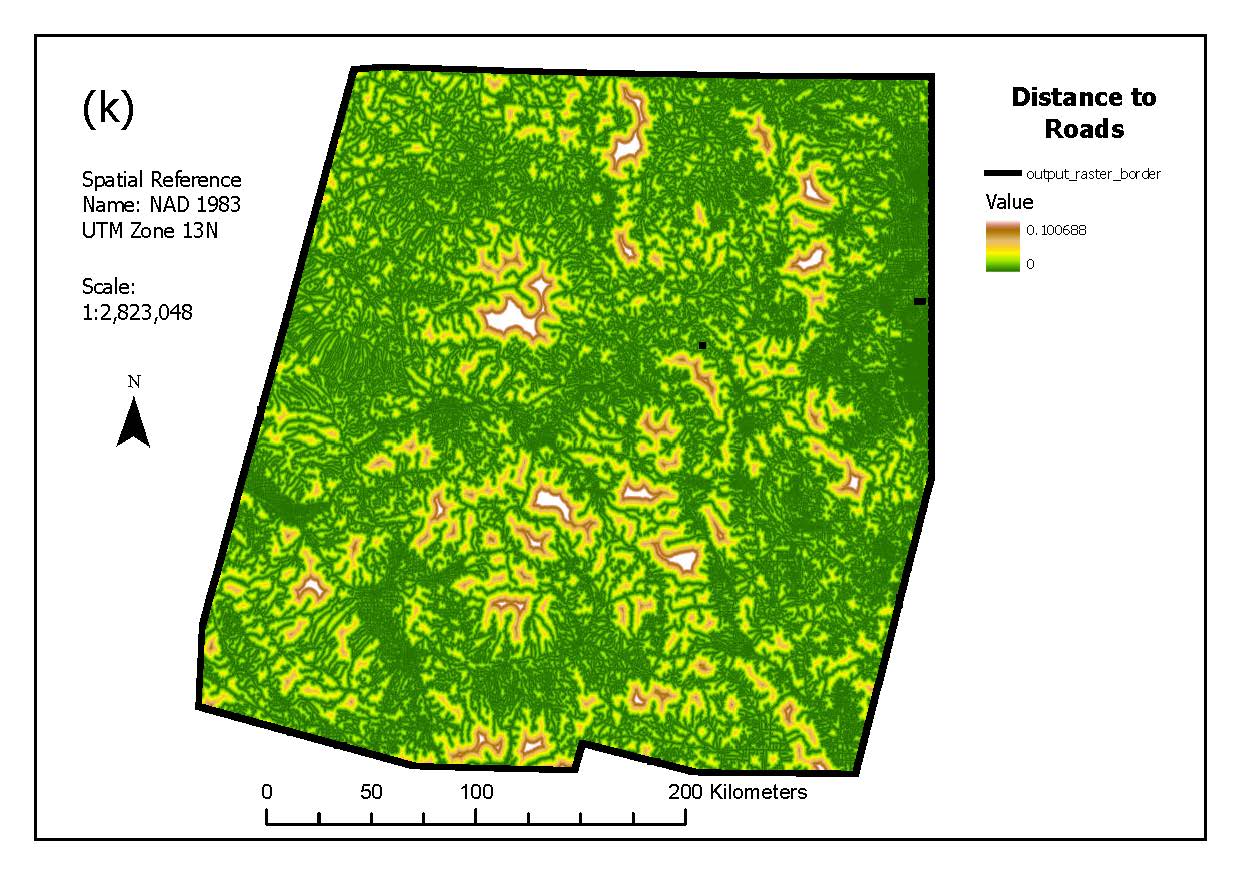 (k)
Spatial Reference
Name: NAD 1983
UTM Zone 13N
Scale:
1:2,823,048
N
Distance to
Roads
output_raster_border
Value
0.100688
0
0 50 100 200 Kilometers